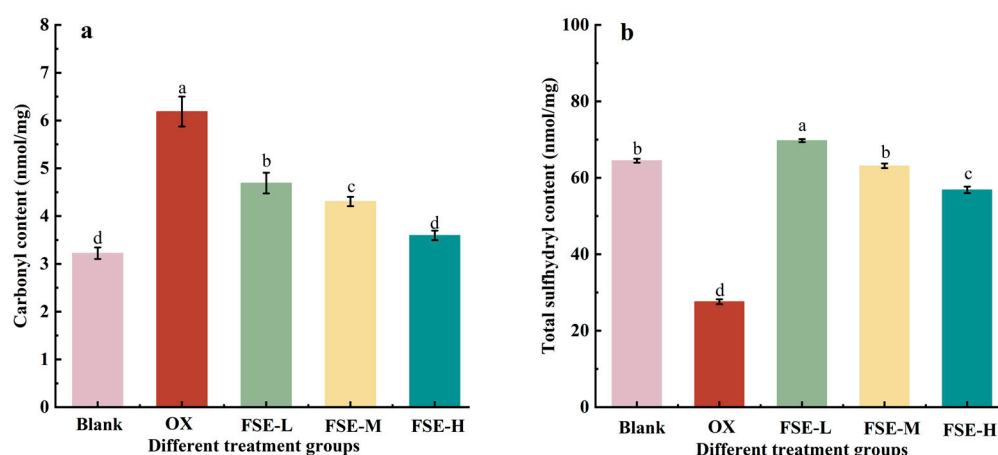 a
Carbonyl content (nmol/mg)
8
7
6
5
4
3
2
1
0
d
a
b
c
d
Blank OX FSE-L FSE-M FSE-H
Different treatment groups
b
Total sulfhydryl content (nmol/mg)
100
80
60
40
20
0
b
d
a
b
c
Blank OX FSE-L FSE-M FSE-H
Different treatment groups